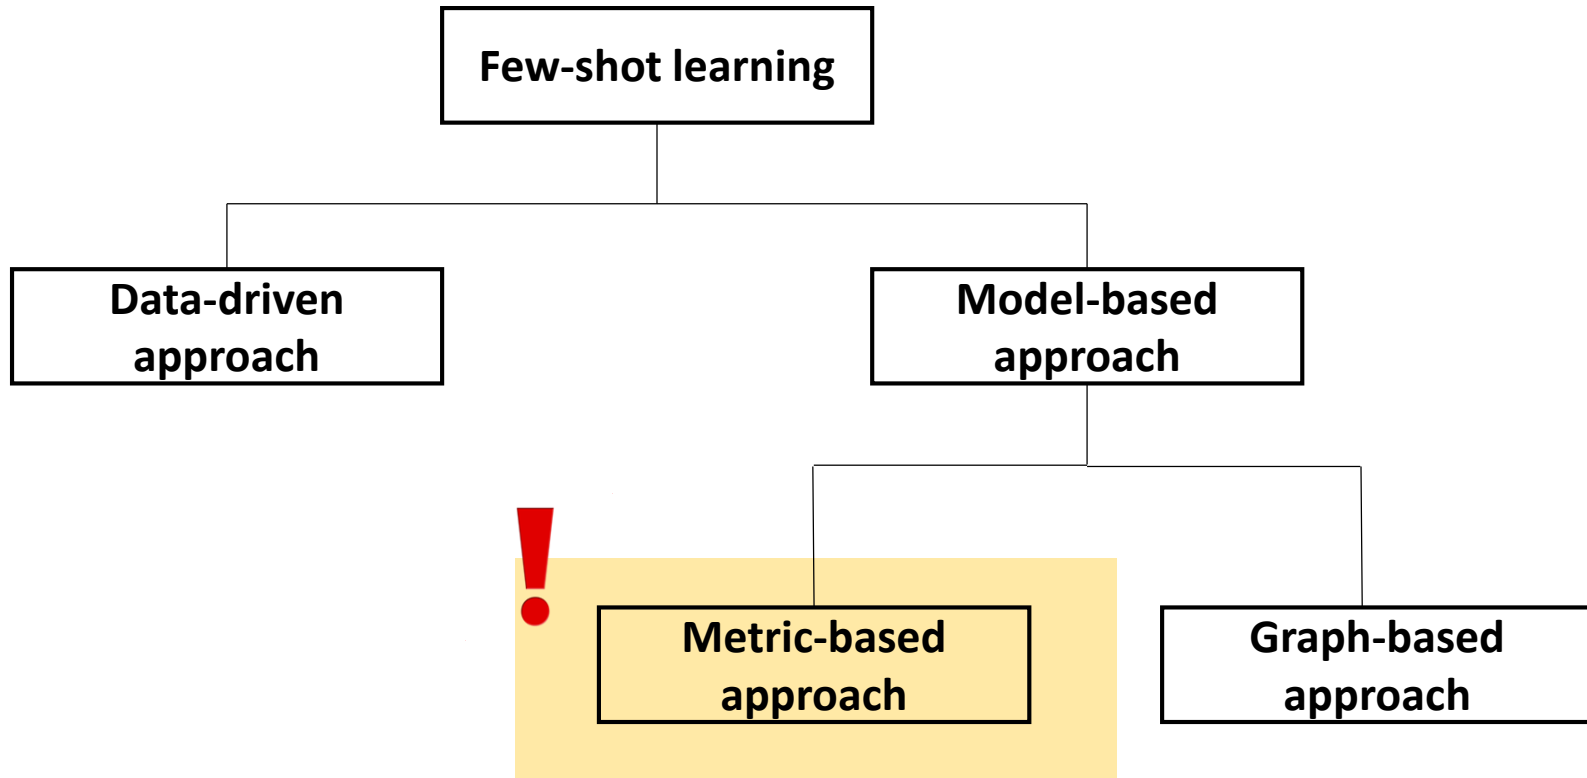 Few-shot learning
Data-driven
approach
Model-based
approach
!
Metric-based
approach
Graph-based
approach